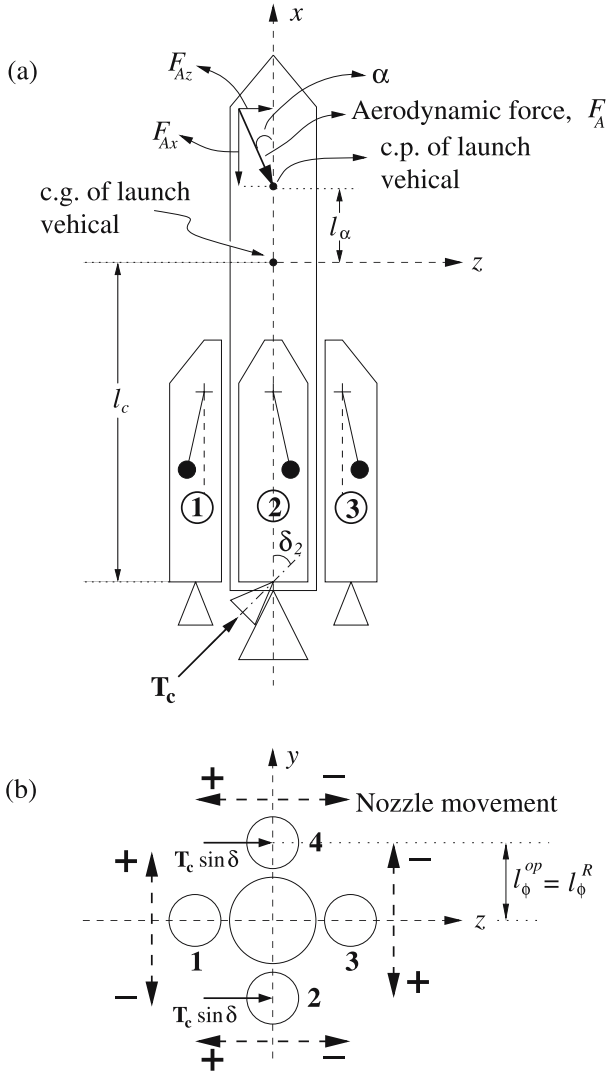 x
(a)
F_Az
α
Aerodynamic force, F_A
F_Ax
c.p. of launch
vehical
c.g. of launch
vehical
l_α
z
l_c
1
2
3
δ_2
T_c
y
(b)
+
−
Nozzle movement
4
T_c sin δ
+
−
l_ϕ^op = l_ϕ^R
z
1
3
−
+
2
T_c sin δ
+
−